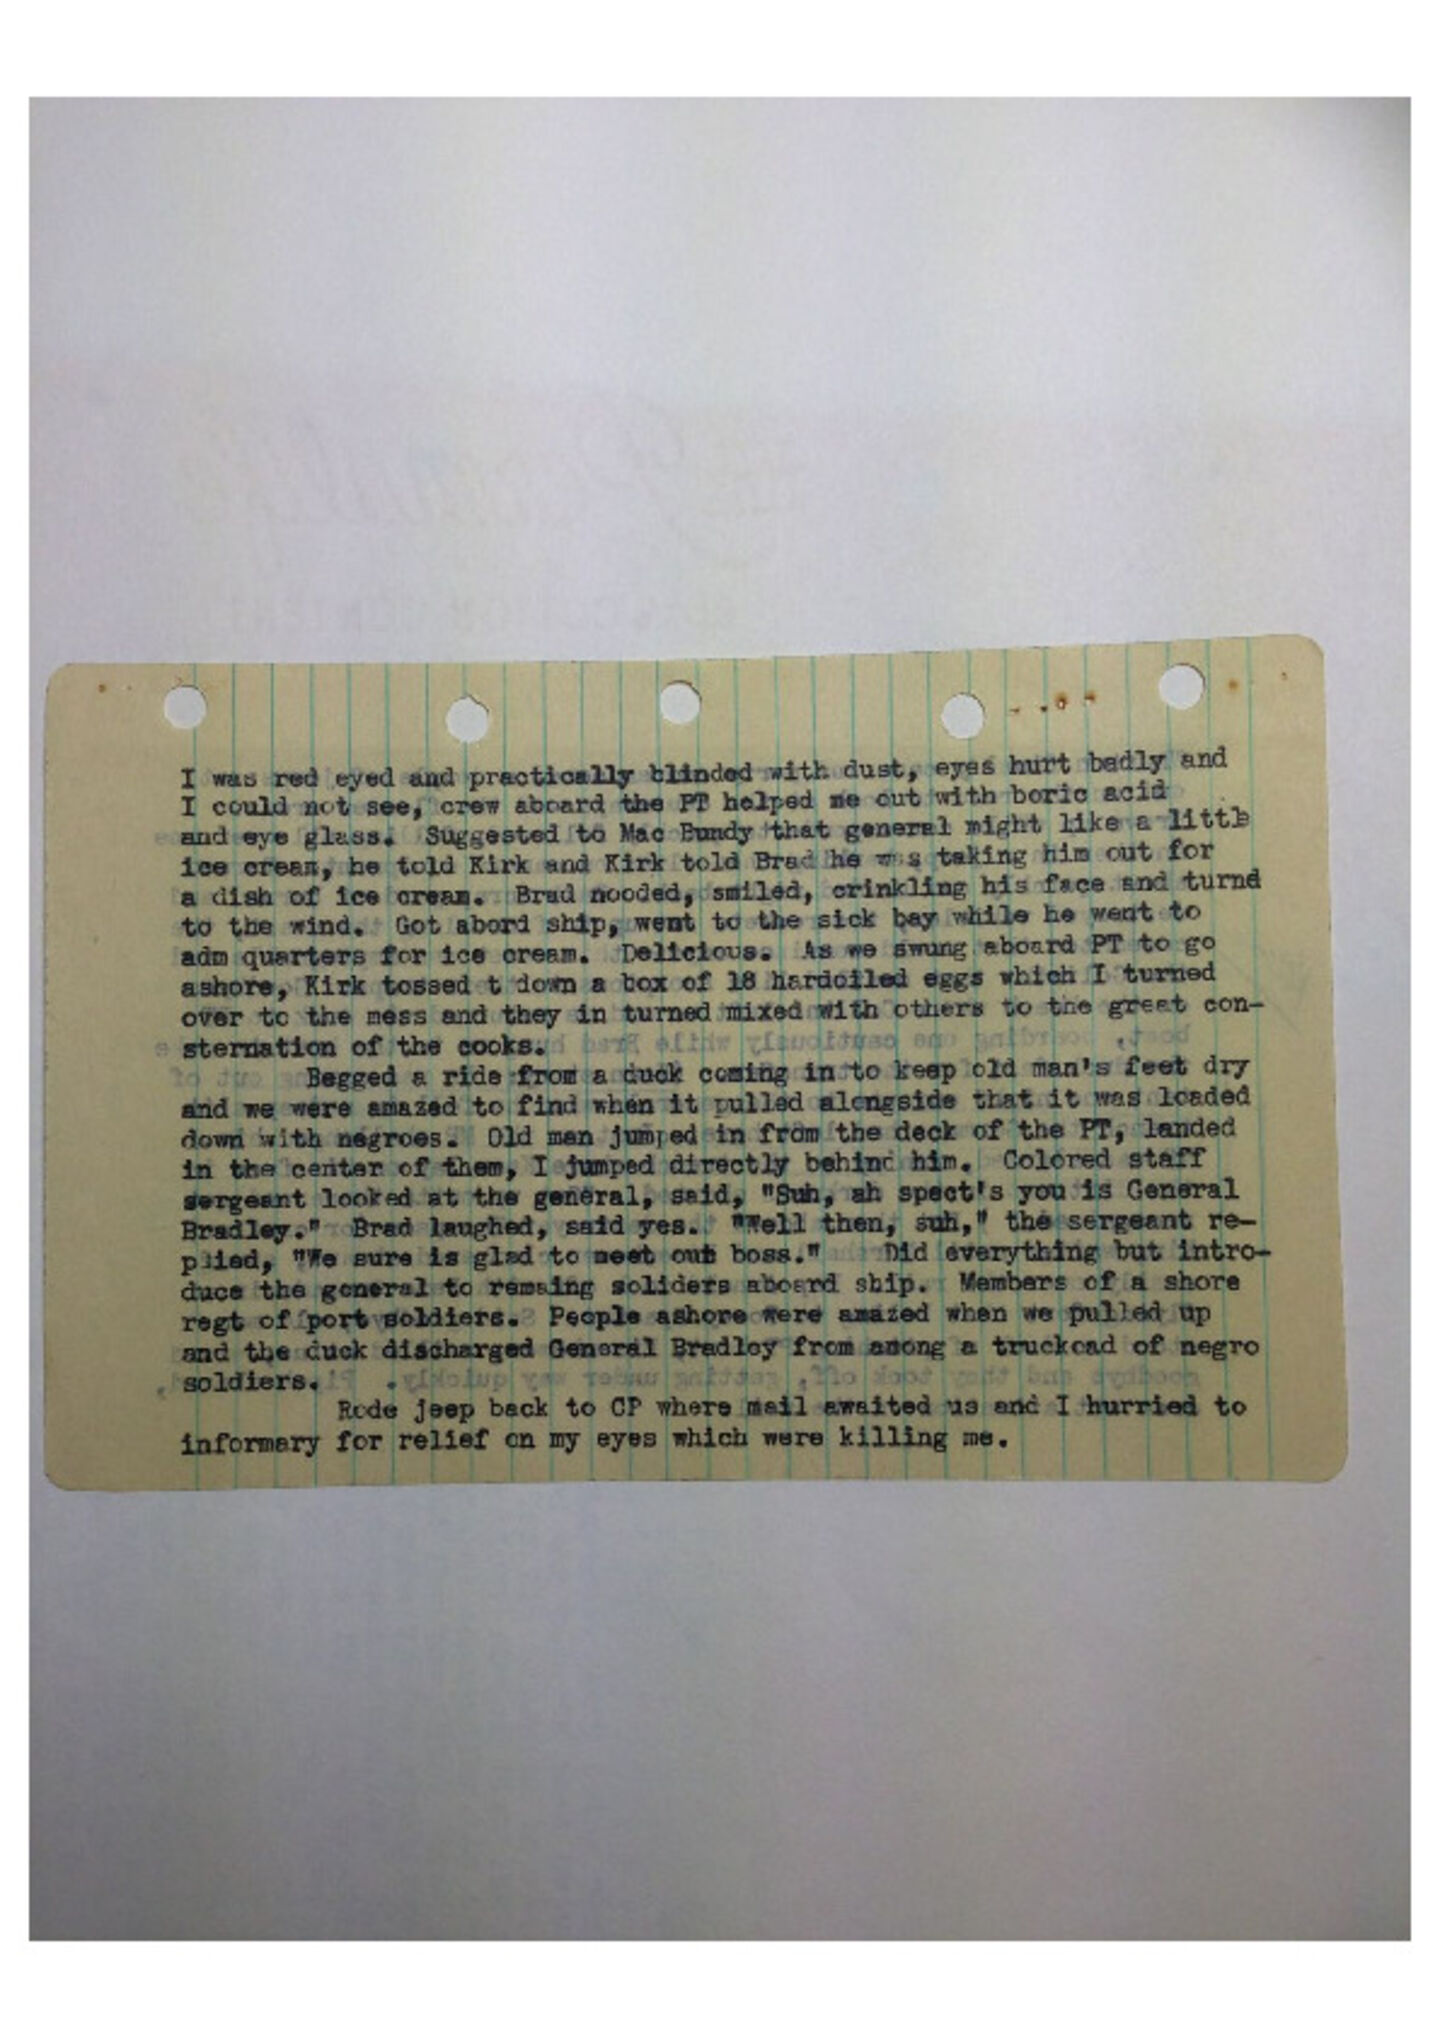 I was red eyed and practically blinded with dust, eyes hurt badly and
I could not see, crew aboard the PT helped me out with boric acid
and eye glass. Suggested to Mac Bundy that general might like a little
ice cream, he told Kirk and Kirk told Brad he was taking him out for
a dish of ice cream. Brad nooded, smiled, crinkling his face and turnd
to the wind. Got abord ship, went to the sick bay while he went to
adm quarters for ice cream. Delicious. As we swung aboard PT to go
ashore, Kirk tossed t down a box of 18 hardoiled eggs which I turned
over to the mess and they in turned mixed with others to the great con-
sternation of the cooks.
Begged a ride from a duck coming in to keep old man's feet dry
and we were amazed to find when it pulled alongside that it was loaded
down with negroes. Old man jumped in from the deck of the PT, landed
in the center of them, I jumped directly behind him. Colored staff
sergeant looked at the general, said, "Suh, ah spect's you is General
Bradley." Brad laughed, said yes. "Well then, suh," the sergeant re-
plied, "We sure is glad to meet out boss." Did everything but intro-
duce the general to remaing soliders aboard ship. Members of a shore
regt of port soldiers. People ashore were amazed when we pulled up
and the duck discharged General Bradley from among a truckoad of negro
soldiers.
Rode jeep back to CP where mail awaited us and I hurried to
informary for relief on my eyes which were killing me.